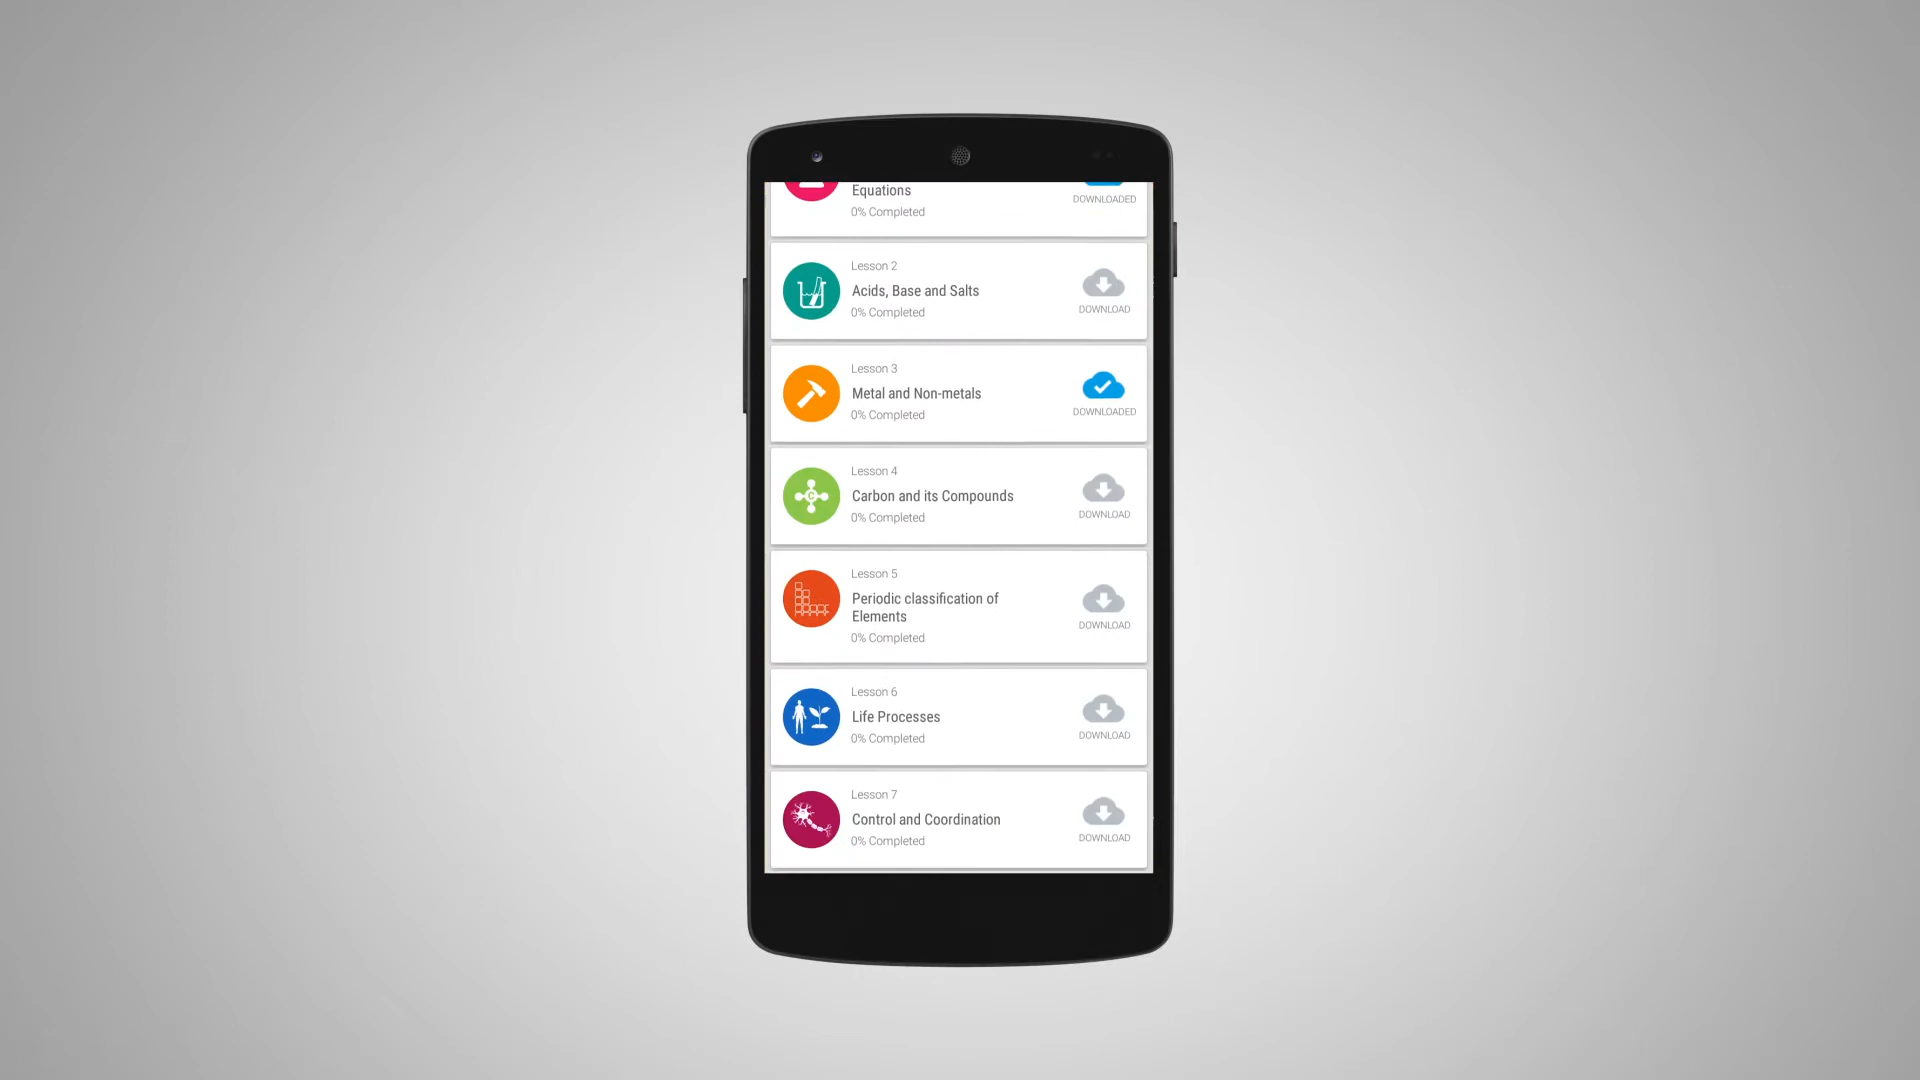 Equations
0% Completed
DOWNLOADED
Lesson 2
Acids, Base and Salts
0% Completed
DOWNLOAD
Lesson 3
Metal and Non-metals
0% Completed
DOWNLOADED
Lesson 4
Carbon and its Compounds
0% Completed
DOWNLOAD
Lesson 5
Periodic classification of
Elements
0% Completed
DOWNLOAD
Lesson 6
Life Processes
0% Completed
DOWNLOAD
Lesson 7
Control and Coordination
0% Completed
DOWNLOAD